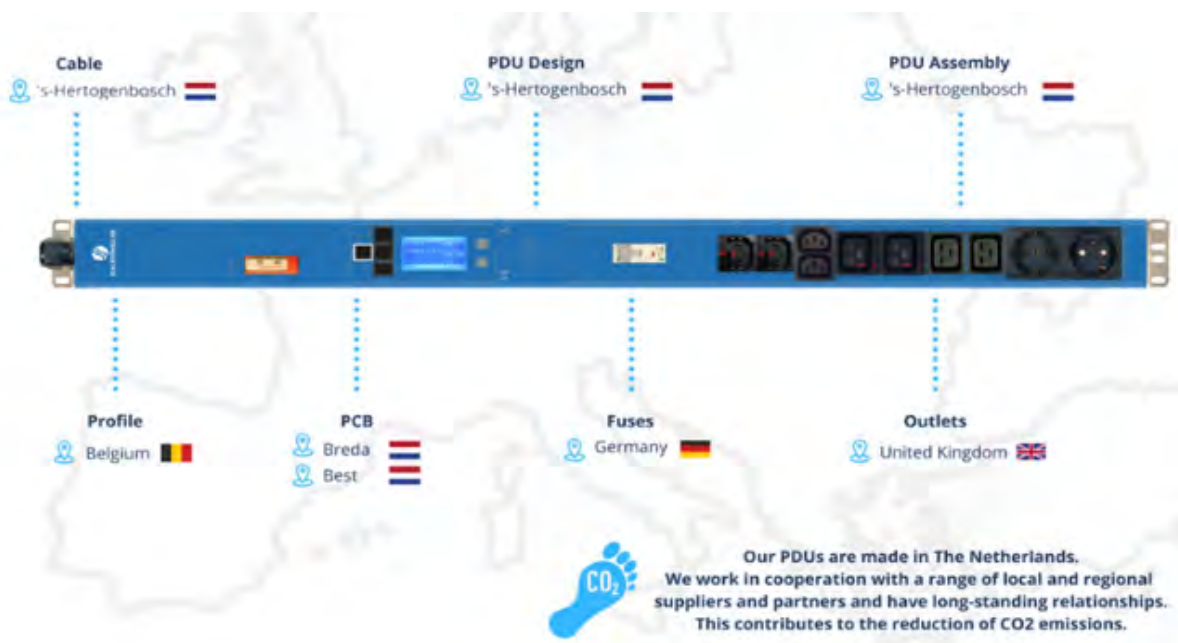 Cable
's-Hertogenbosch
PDU Design
's-Hertogenbosch
PDU Assembly
's-Hertogenbosch
Profile
Belgium
PCB
Breda
Best
Fuses
Germany
Outlets
United Kingdom
CO2
Our PDUs are made in The Netherlands.
We work in cooperation with a range of local and regional
suppliers and partners and have long-standing relationships.
This contributes to the reduction of CO2 emissions.